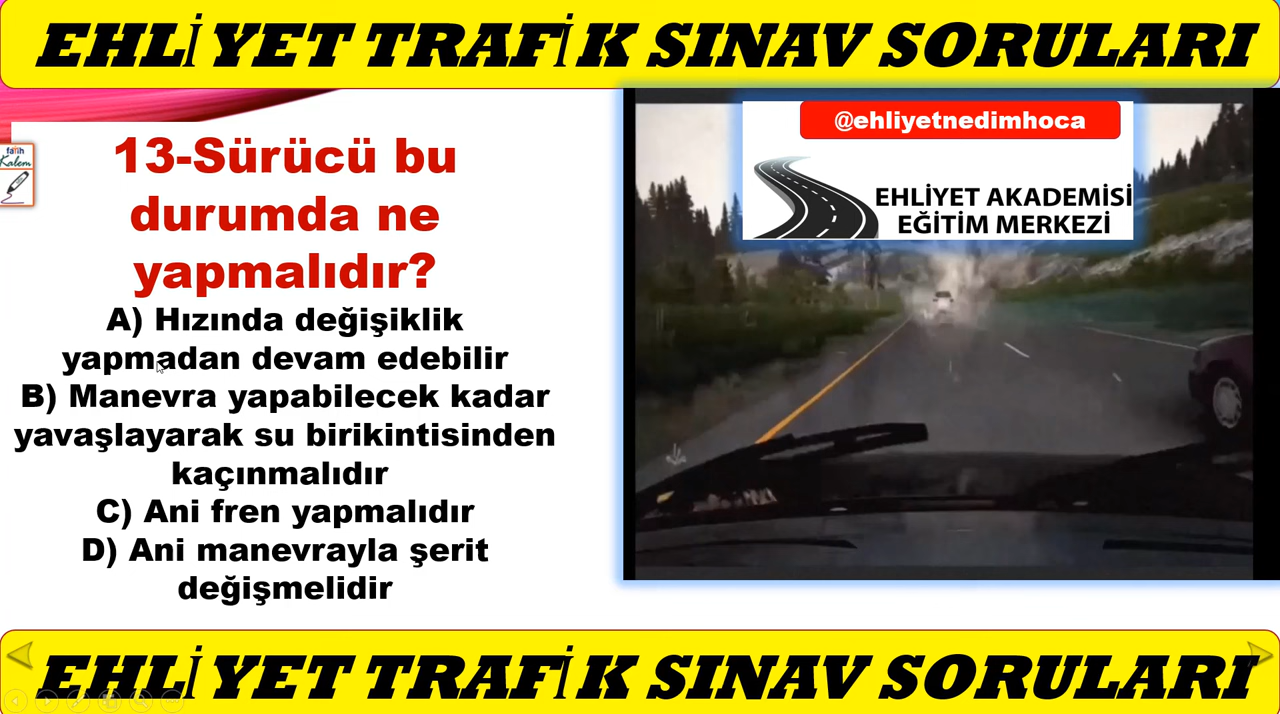 EHLİYET TRAFİK SINAV SORULARI
fatih
Kalem
13-Sürücü bu
durumda ne
yapmalıdır?
A) Hızında değişiklik
yapmadan devam edebilir
B) Manevra yapabilecek kadar
yavaşlayarak su birikintisinden
kaçınmalıdır
C) Ani fren yapmalıdır
D) Ani manevrayla şerit
değişmelidir
@ehliyetnedimhoca
EHLİYET AKADEMİSİ
EĞİTİM MERKEZİ
EHLİYET TRAFİK SINAV SORULARI